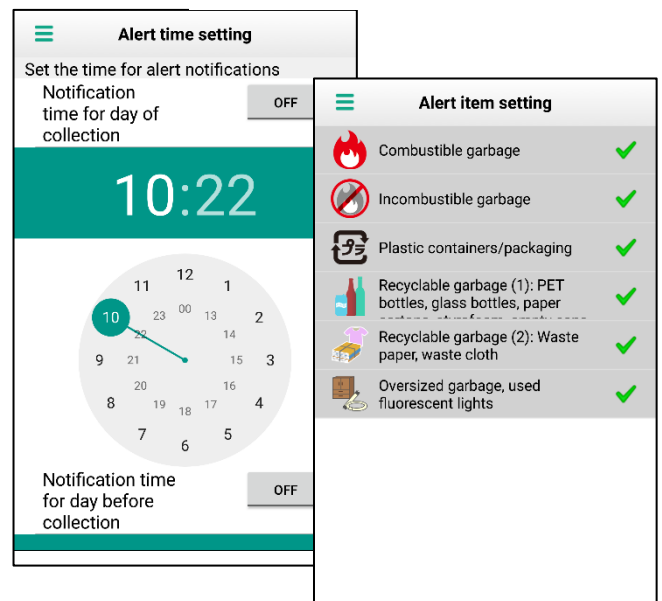 Alert time setting
Set the time for alert notifications
Notification
time for day of
collection
OFF
10:22
12
11
1
00
23
13
10
2
22
14
9
21
15
3
20
16
8
19
17
4
18
7
5
6
Notification time
for day before
collection
OFF
Alert item setting
Combustible garbage
Incombustible garbage
プラ
Plastic containers/packaging
Recyclable garbage (1): PET
bottles, glass bottles, paper
Recyclable garbage (2): Waste
paper, waste cloth
Oversized garbage, used
fluorescent lights